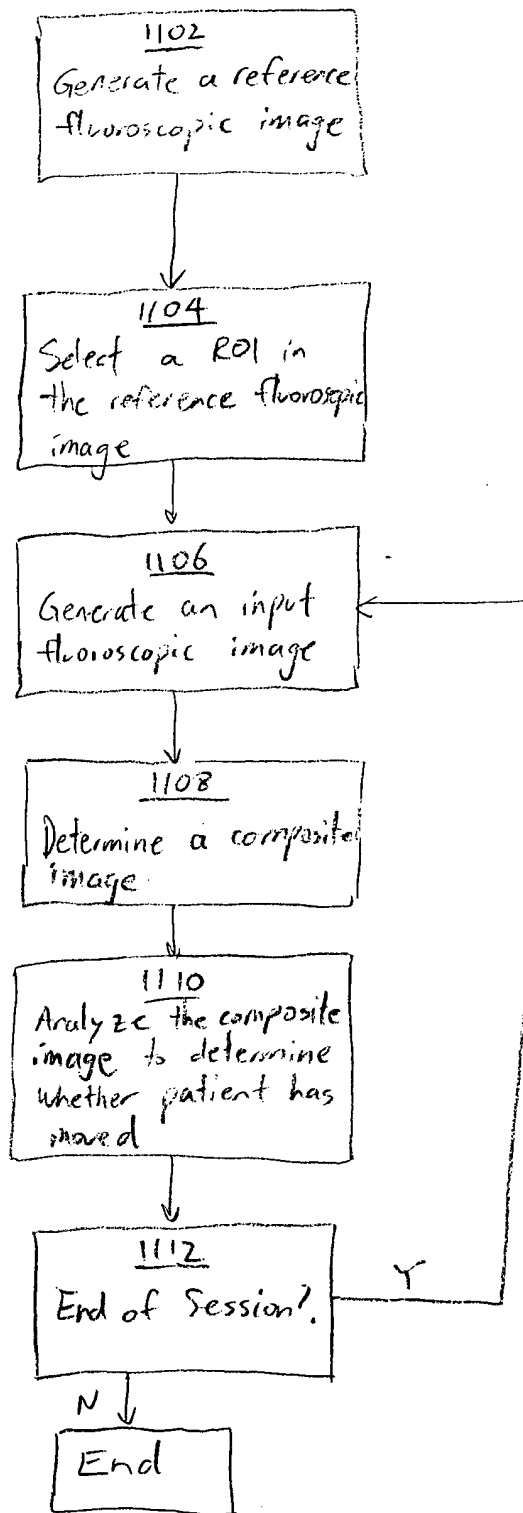 1102
Generate a reference
fluoroscopic image
1104
Select a ROI in
the reference fluorosopic
image
1106
Generate an input
fluoroscopic image
1108
Determine a composite
image
1110
Analyze the composite
image to determine
whether patient has
moved
1112
End of Session?
Y
N
End